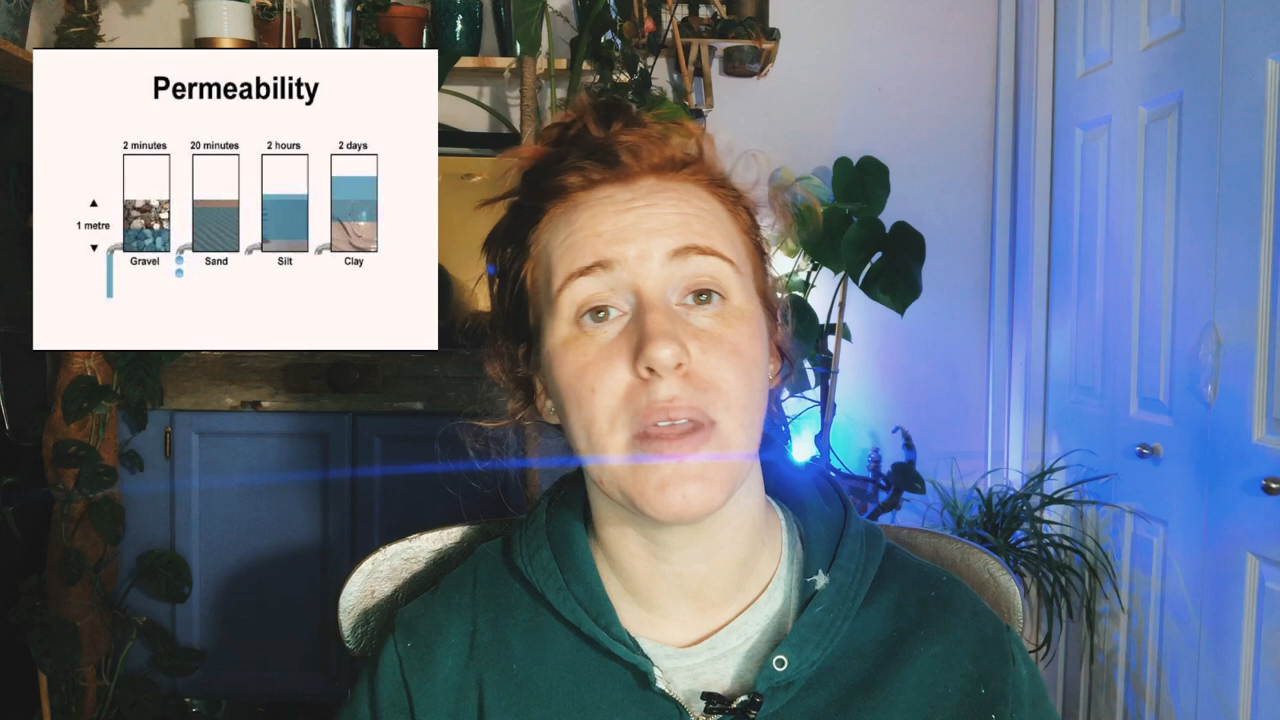 Permeability
2 minutes 20 minutes 2 hours 2 days
1 metre
Gravel Sand Silt Clay